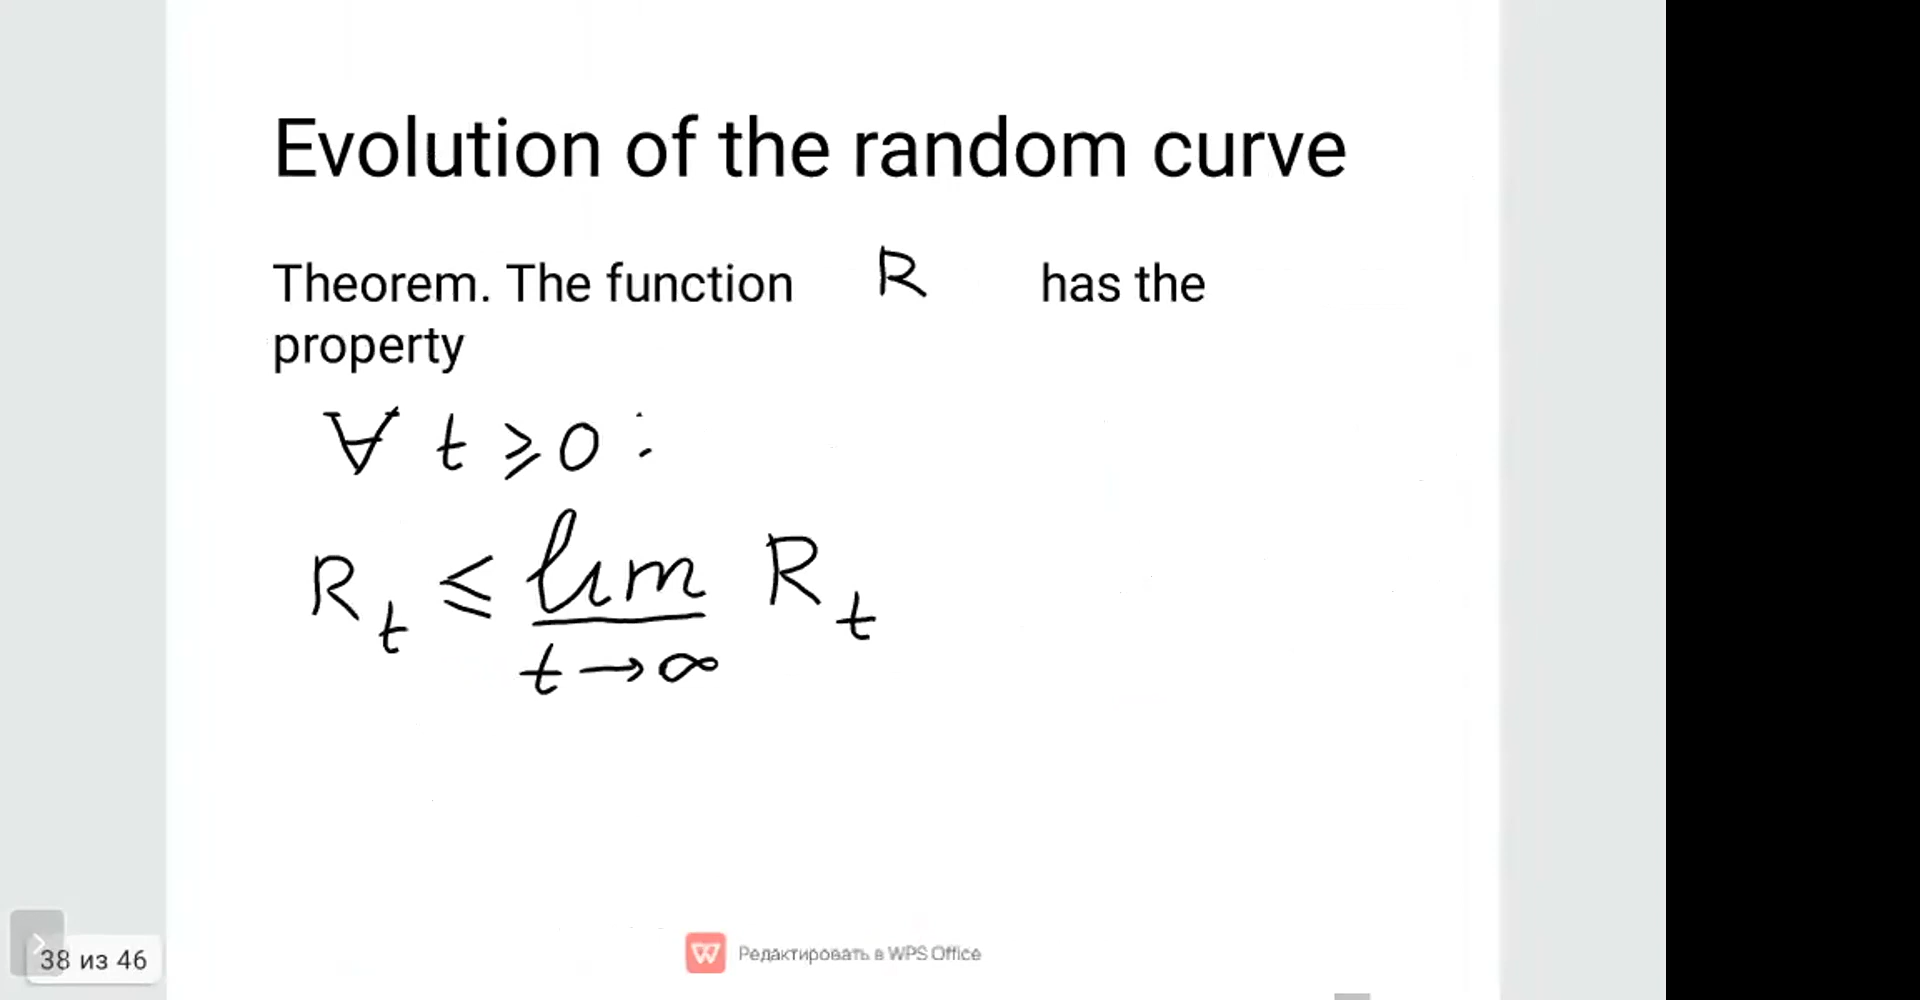 Evolution of the random curve
Theorem. The function R has the
property
∀ t ⩾ 0 :
R_t ⩽ \underline{lim}_{t→∞} R_t
38 из 46
Редактировать в WPS Office